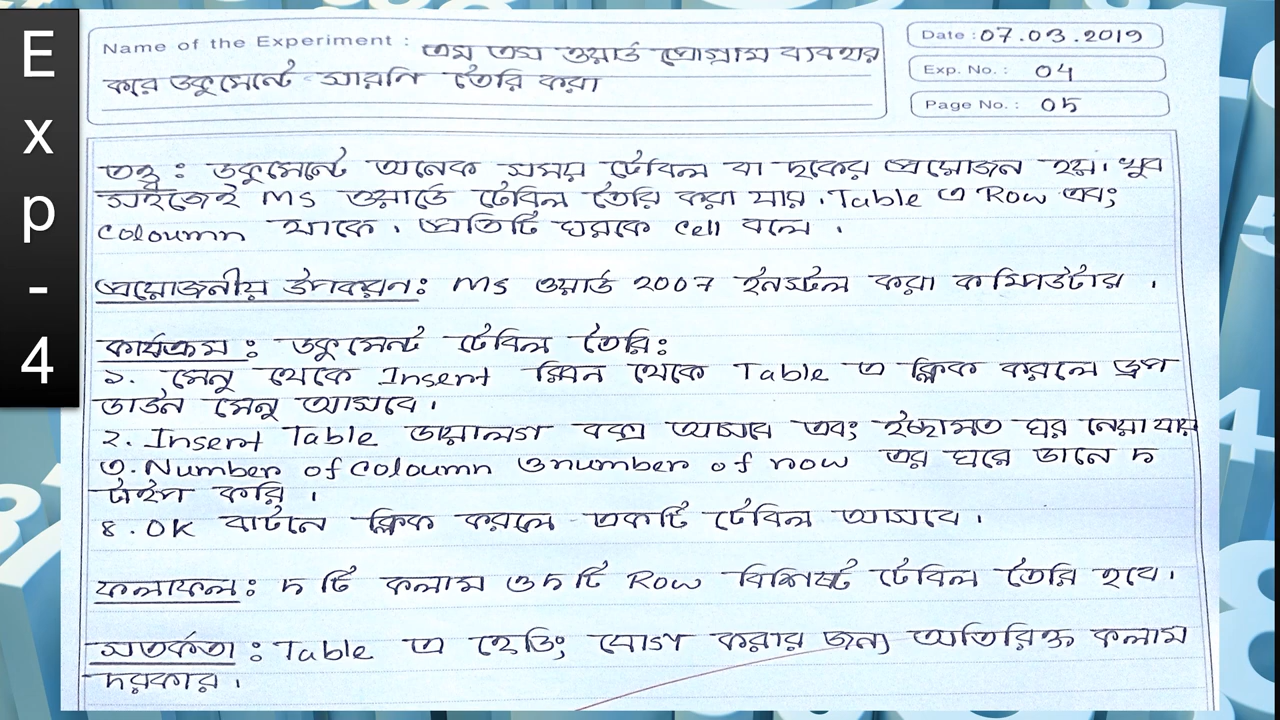 Exp-4
Name of the Experiment : এম এস ওয়ার্ড প্রোগ্রাম ব্যবহার
করে ডকুমেন্টে সারনি তৈরি করা
Date : 07.03.2019
Exp. No. : 04
Page No. : 05
তত্ত্ব : ডকুমেন্টে অনেক সময় টেবিল বা ছকের প্রয়োজন হয়। খুব
সহজেই MS ওয়ার্ডে টেবিল তৈরি করা যায়। Table এ Row এবং
Coloumn থাকে। প্রতিটি ঘরকে Cell বলে।
প্রয়োজনীয় উপকরন: MS ওয়ার্ড 2007 ইনস্টল করা কম্পিউটার।
কার্যক্রম : ডকুমেন্ট টেবিল তৈরি:
১. মেনু থেকে Insert রিবন থেকে Table এ ক্লিক করলে ড্রপ
ডাউন মেনু আসবে।
২. Insert Table ডায়ালগ বক্স আসবে এবং ইচ্ছামত ঘর নেয়া যায়
৩. Number of Coloumn ও number of row এর ঘরে ডানে ৮
টাইপ করি।
৪. OK বাটনে ক্লিক করলে একটি টেবিল আসবে।
ফলাফল: ৮ টি কলাম ও ৮ টি Row বিশিষ্ট টেবিল তৈরি হবে।
সতর্কতা : Table এ হেডিং যোগ করার জন্য অতিরিক্ত কলাম
দরকার।